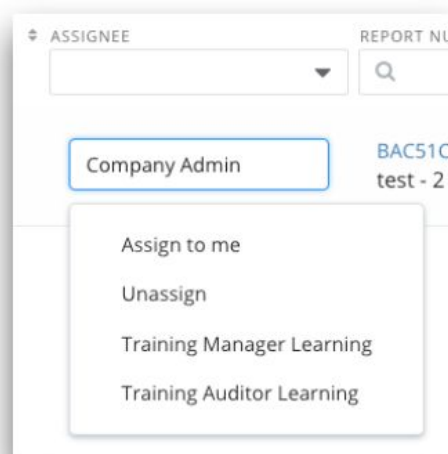 ASSIGNEE
REPORT NU
Company Admin
BAC51C
test - 2
Assign to me
Unassign
Training Manager Learning
Training Auditor Learning